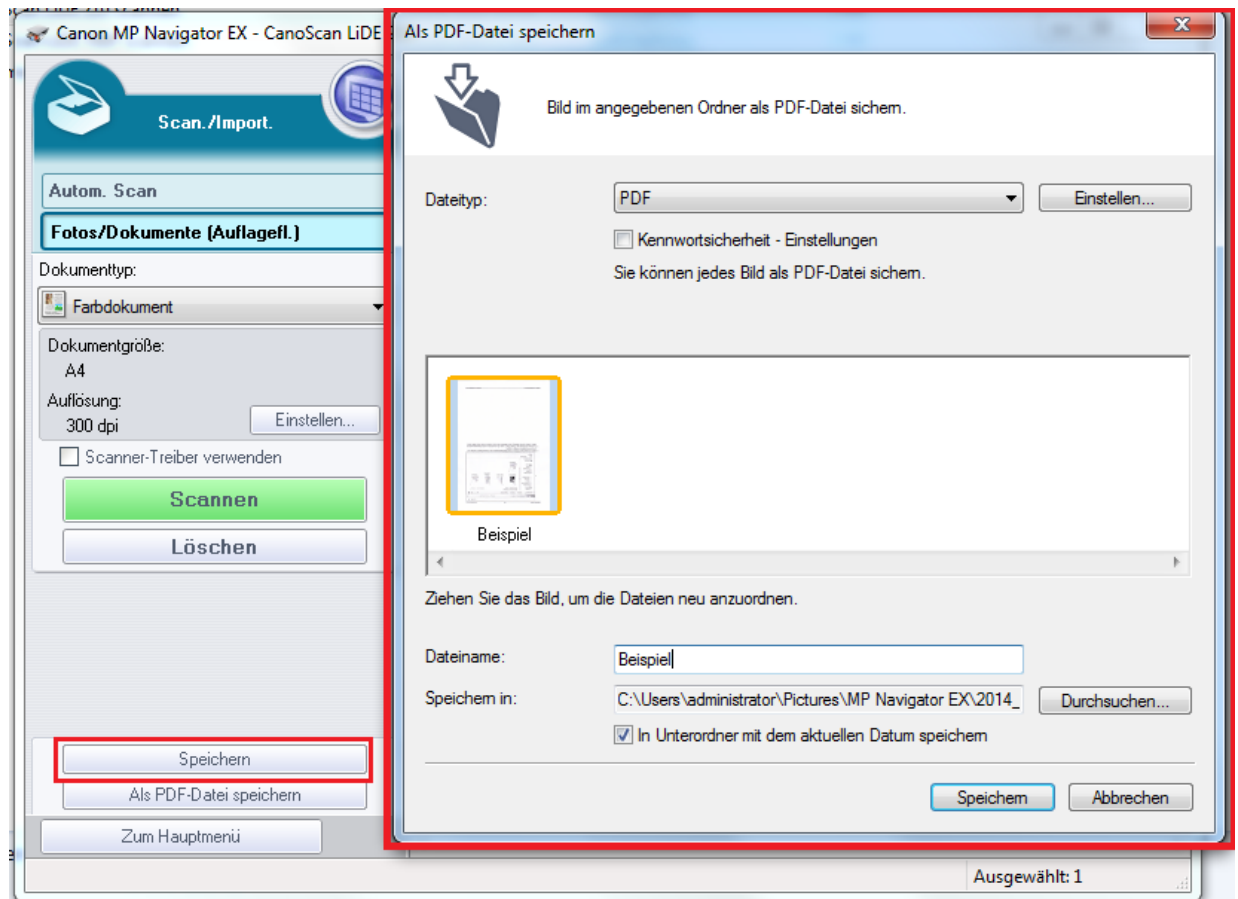 Canon MP Navigator EX - CanoScan LiDE
Scan./Import.
Autom. Scan
Fotos/Dokumente (Auflagefl.)
Dokumenttyp:
Farbdokument
Dokumentgröße:
A4
Auflösung:
300 dpi
Einstellen...
Scanner-Treiber verwenden
Scannen
Löschen
Speichern
Als PDF-Datei speichern
Zum Hauptmenü
Als PDF-Datei speichern
Bild im angegebenen Ordner als PDF-Datei sichern.
Dateityp:
PDF
Einstellen...
Kennwortsicherheit - Einstellungen
Sie können jedes Bild als PDF-Datei sichern.
Beispiel
Ziehen Sie das Bild, um die Dateien neu anzuordnen.
Dateiname:
Beispiel
Speichern in:
C:\Users\administrator\Pictures\MP Navigator EX\2014_
Durchsuchen...
In Unterordner mit dem aktuellen Datum speichern
Speichern
Abbrechen
Ausgewählt: 1